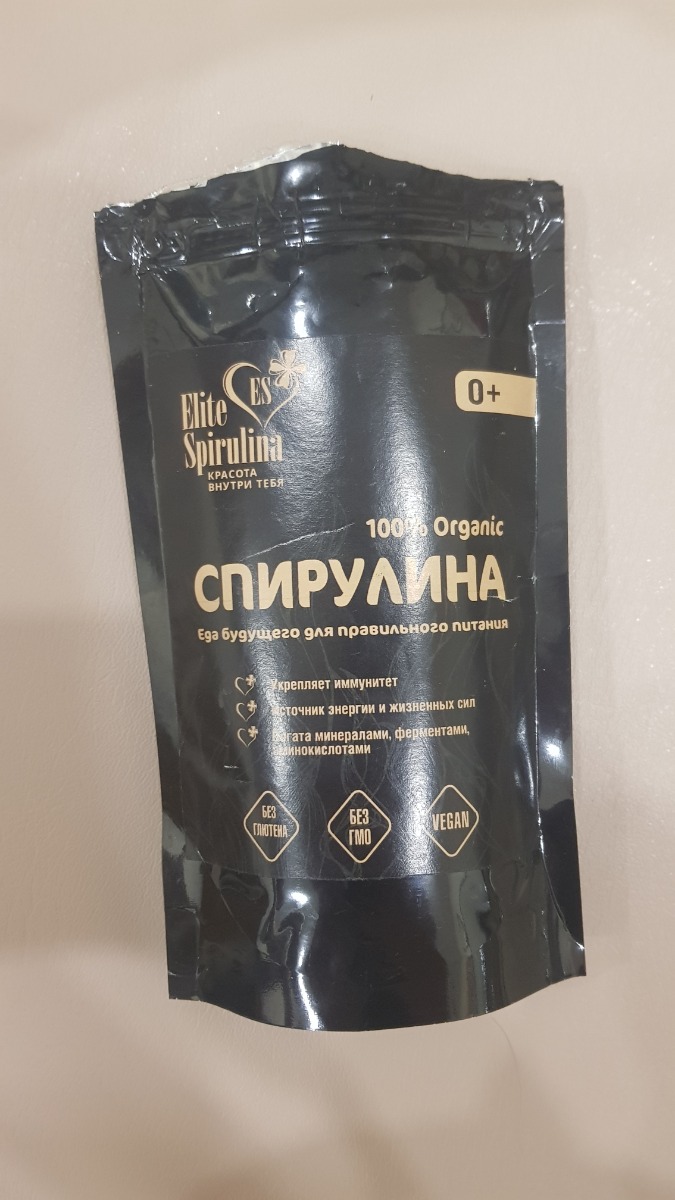 ES
Elite
Spirulina
КРАСОТА
ВНУТРИ ТЕБЯ
0+
100% Organic
СПИРУЛИНА
Еда будущего для правильного питания
Укрепляет иммунитет
Источник энергии и жизненных сил
Богата минералами, ферментами,
аминокислотами
БЕЗ
ГЛЮТЕНА
БЕЗ
ГМО
VEGAN